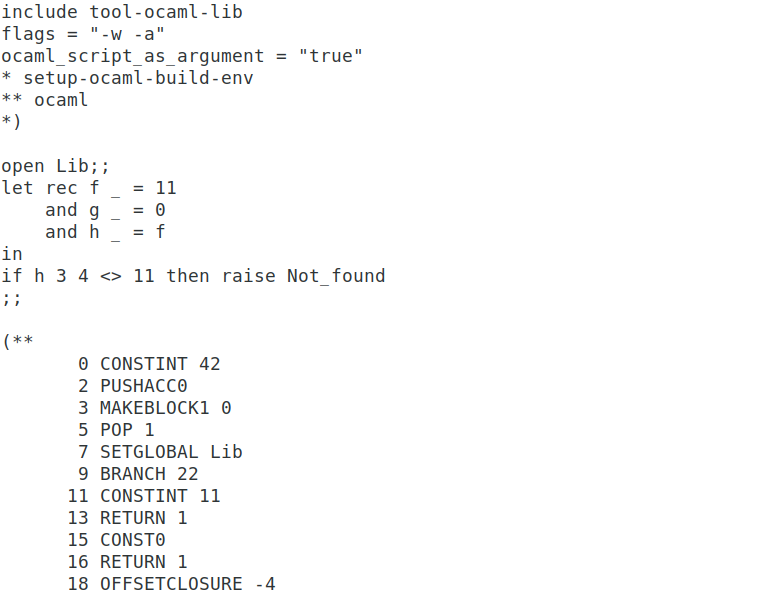 include tool-ocaml-lib
flags = "-w -a"
ocaml_script_as_argument = "true"
* setup-ocaml-build-env
** ocaml
*)

open Lib;;
let rec f _ = 11
    and g _ = 0
    and h _ = f
in
if h 3 4 <> 11 then raise Not_found
;;

(**
       0 CONSTINT 42
       2 PUSHACC0
       3 MAKEBLOCK1 0
       5 POP 1
       7 SETGLOBAL Lib
       9 BRANCH 22
      11 CONSTINT 11
      13 RETURN 1
      15 CONST0
      16 RETURN 1
      18 OFFSETCLOSURE -4